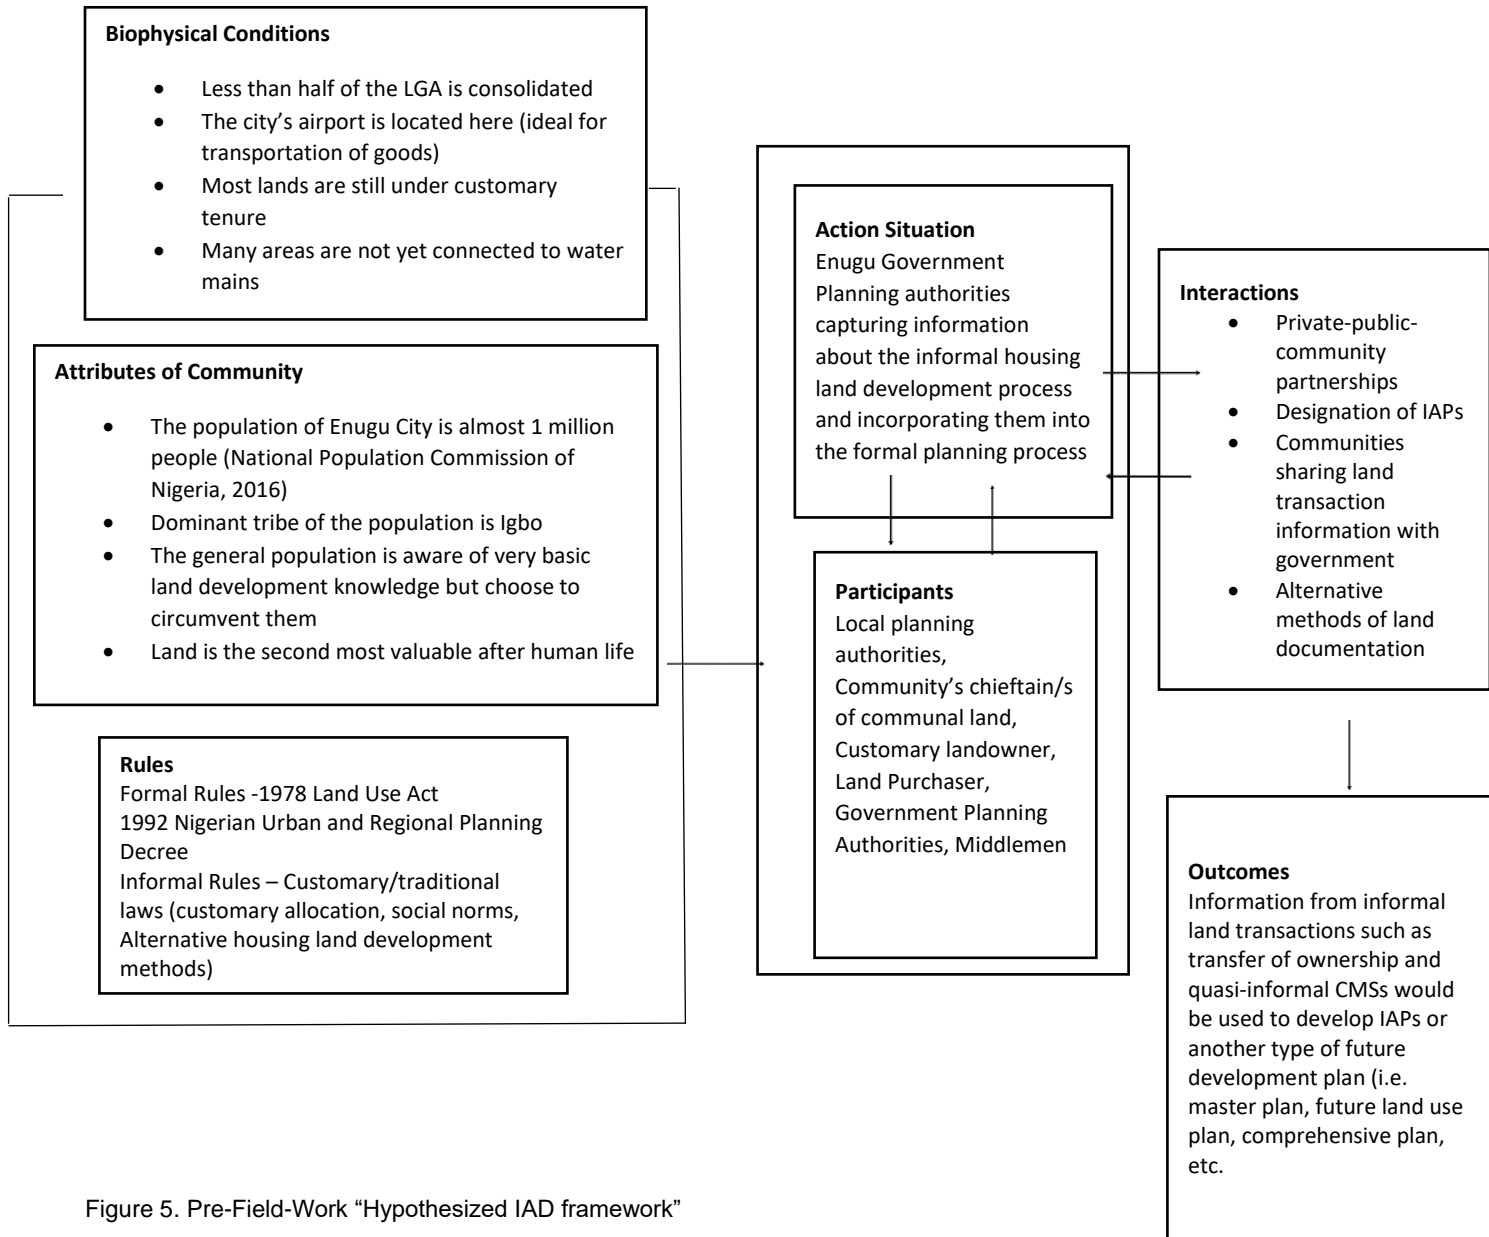 Biophysical Conditions
• Less than half of the LGA is consolidated
• The city’s airport is located here (ideal for
transportation of goods)
• Most lands are still under customary
tenure
• Many areas are not yet connected to water
mains
Attributes of Community
• The population of Enugu City is almost 1 million
people (National Population Commission of
Nigeria, 2016)
• Dominant tribe of the population is Igbo
• The general population is aware of very basic
land development knowledge but choose to
circumvent them
• Land is the second most valuable after human life
Rules
Formal Rules -1978 Land Use Act
1992 Nigerian Urban and Regional Planning
Decree
Informal Rules – Customary/traditional
laws (customary allocation, social norms,
Alternative housing land development
methods)
Action Situation
Enugu Government
Planning authorities
capturing information
about the informal housing
land development process
and incorporating them into
the formal planning process
Participants
Local planning
authorities,
Community’s chieftain/s
of communal land,
Customary landowner,
Land Purchaser,
Government Planning
Authorities, Middlemen
Interactions
• Private-public-
community
partnerships
• Designation of IAPs
• Communities
sharing land
transaction
information with
government
• Alternative
methods of land
documentation
Outcomes
Information from informal
land transactions such as
transfer of ownership and
quasi-informal CMSs would
be used to develop IAPs or
another type of future
development plan (i.e.
master plan, future land use
plan, comprehensive plan,
etc.
Figure 5. Pre-Field-Work “Hypothesized IAD framework”